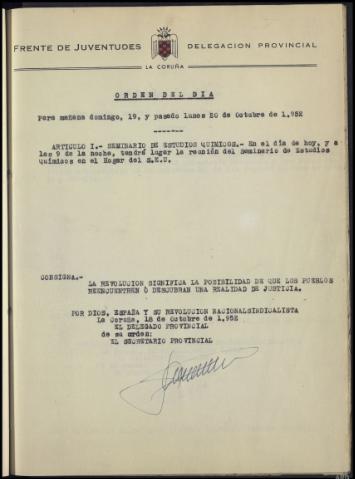 FRENTE DE JUVENTUDES DELEGACION PROVINCIAL
LA CORUÑA
ORDEN DEL DIA
Para mañana domingo, 19, y pasado lunes 20 de Octubre de 1.952
-------
ARTICULO I.- SEMINARIO DE ESTUDIOS QUIMICOS.- En el día de hoy, y a
las 9 de la noche, tendrá lugar la reunión del Seminario de Estudios
Químicos en el Hogar del S.E.U.
CONSIGNA.-
LA REVOLUCION SIGNIFICA LA POSIBILIDAD DE QUE LOS PUEBLOS
REENCUENTREN O DESCUBRAN UNA REALIDAD DE JUSTICIA.
POR DIOS, ESPAÑA Y SU REVOLUCION NACIONALSINDICALISTA
La Coruña, 18 de Octubre de 1.952
EL DELEGADO PROVINCIAL
de su orden:
EL SECRETARIO PROVINCIAL